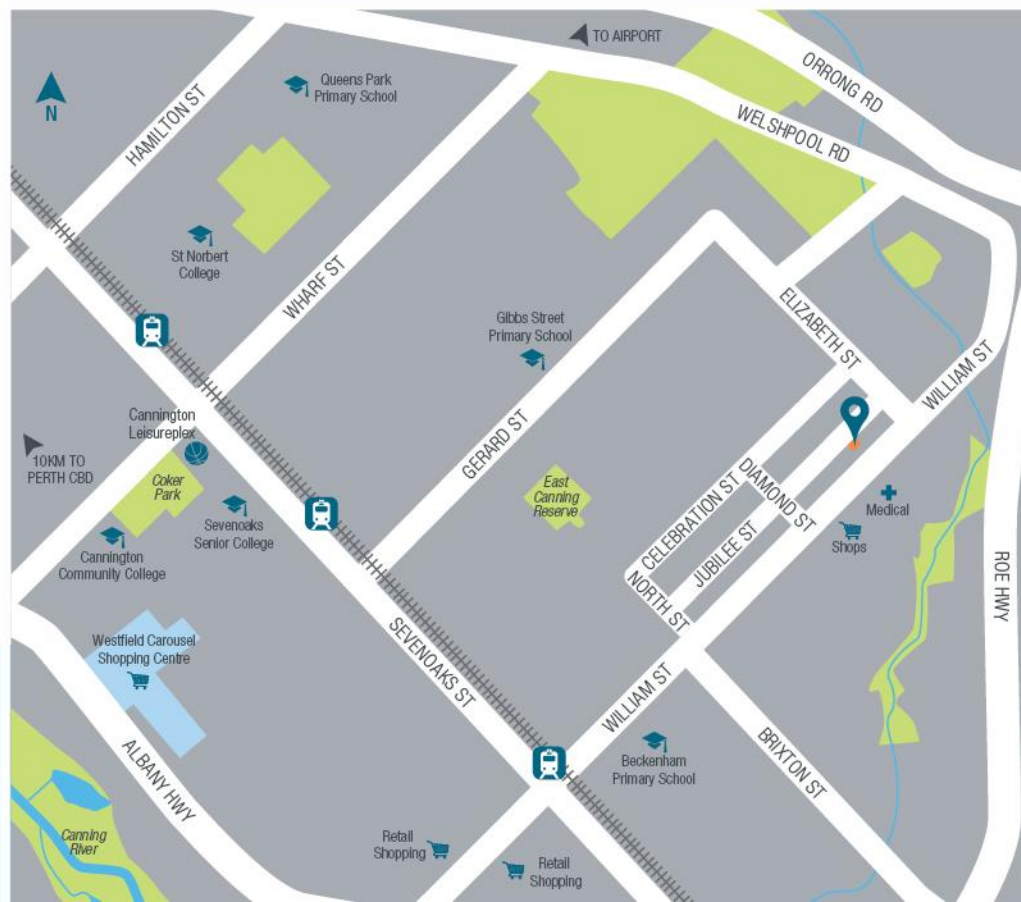 TO AIRPORT
ORRONG RD
N
Queens Park
Primary School
HAMILTON ST
WELSHPOOL RD
St Norbert
College
WHARF ST
Gibbs Street
Primary School
ELIZABETH ST
WILLIAM ST
Cannington
Leisureplex
10KM TO
PERTH CBD
Coker
Park
GERARD ST
East
Canning
Reserve
CELEBRATION ST
DIAMOND ST
Medical
Sevenoaks
Senior College
Shops
Cannington
Community College
JUBILEE ST
NORTH ST
ROE HWY
Westfield Carousel
Shopping Centre
SEVENOAKS ST
WILLIAM ST
BRIXTON ST
Beckenham
Primary School
ALBANY HWY
Canning
River
Retail
Shopping
Retail
Shopping